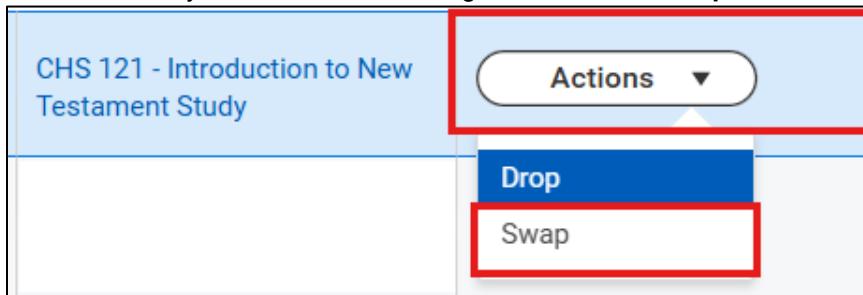 CHS 121 - Introduction to New
Testament Study
Actions
Drop
Swap